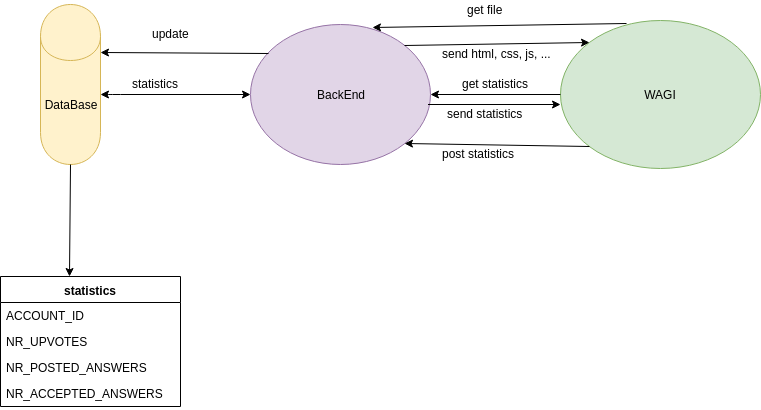 get file
update
send html, css, js, ...
statistics
get statistics
DataBase
BackEnd
WAGI
send statistics
post statistics
statistics
ACCOUNT_ID
NR_UPVOTES
NR_POSTED_ANSWERS
NR_ACCEPTED_ANSWERS